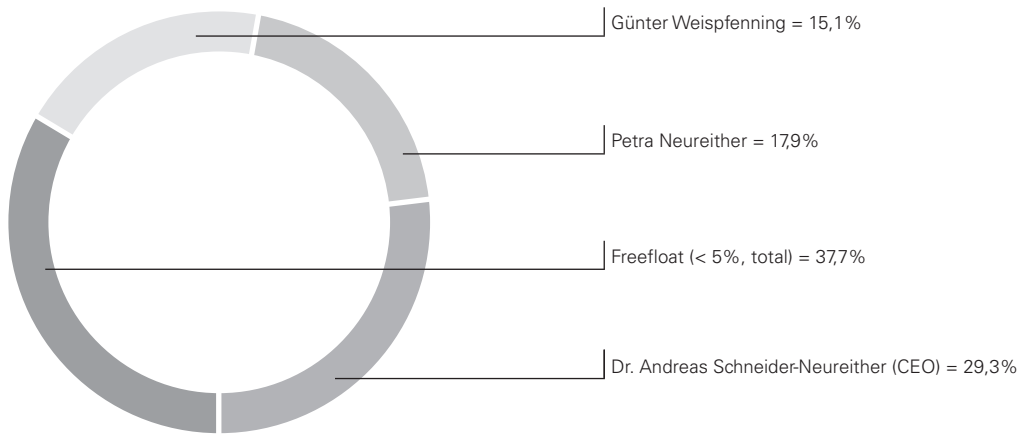 Günter Weispfenning = 15,1%
Petra Neureither = 17,9%
Freefloat (< 5%, total) = 37,7%
Dr. Andreas Schneider-Neureither (CEO) = 29,3%